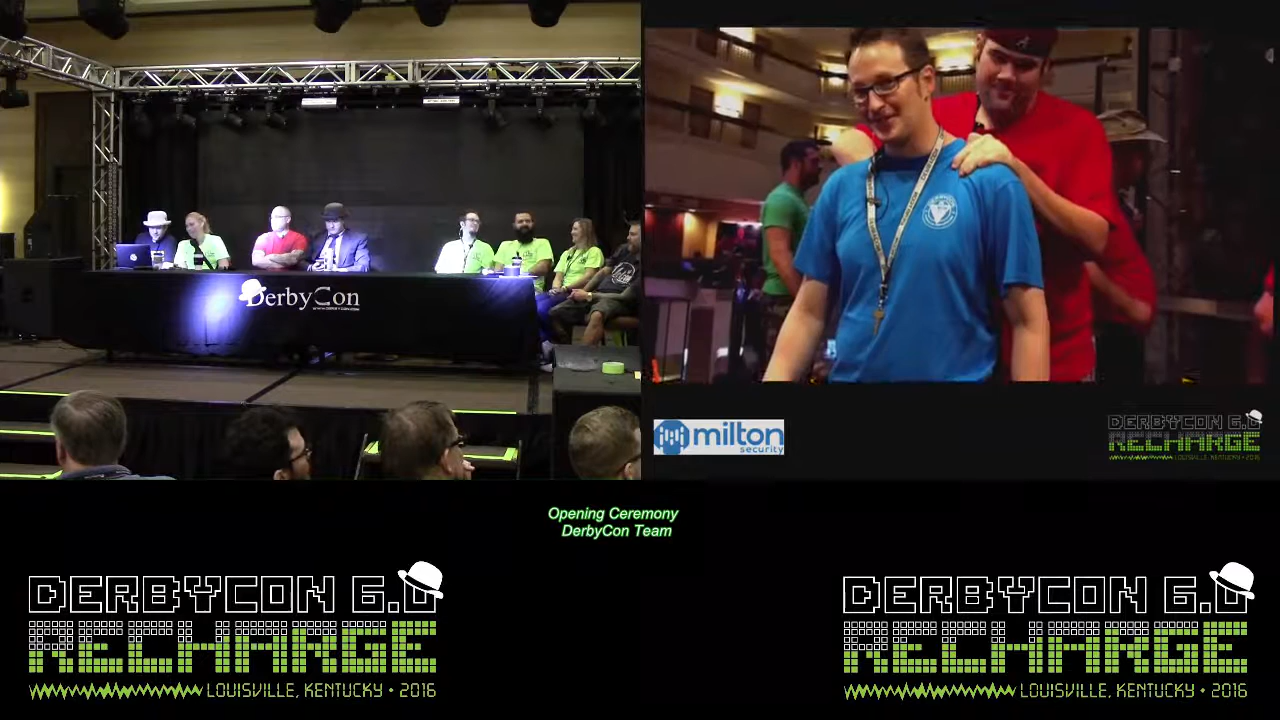 DerbyCon
milton
security
DERBYCON 6.0
RECHARGE
LOUISVILLE, KENTUCKY • 2016
Opening Ceremony
DerbyCon Team
DERBYCON 6.0
RECHARGE
LOUISVILLE, KENTUCKY • 2016
DERBYCON 6.0
RECHARGE
LOUISVILLE, KENTUCKY • 2016